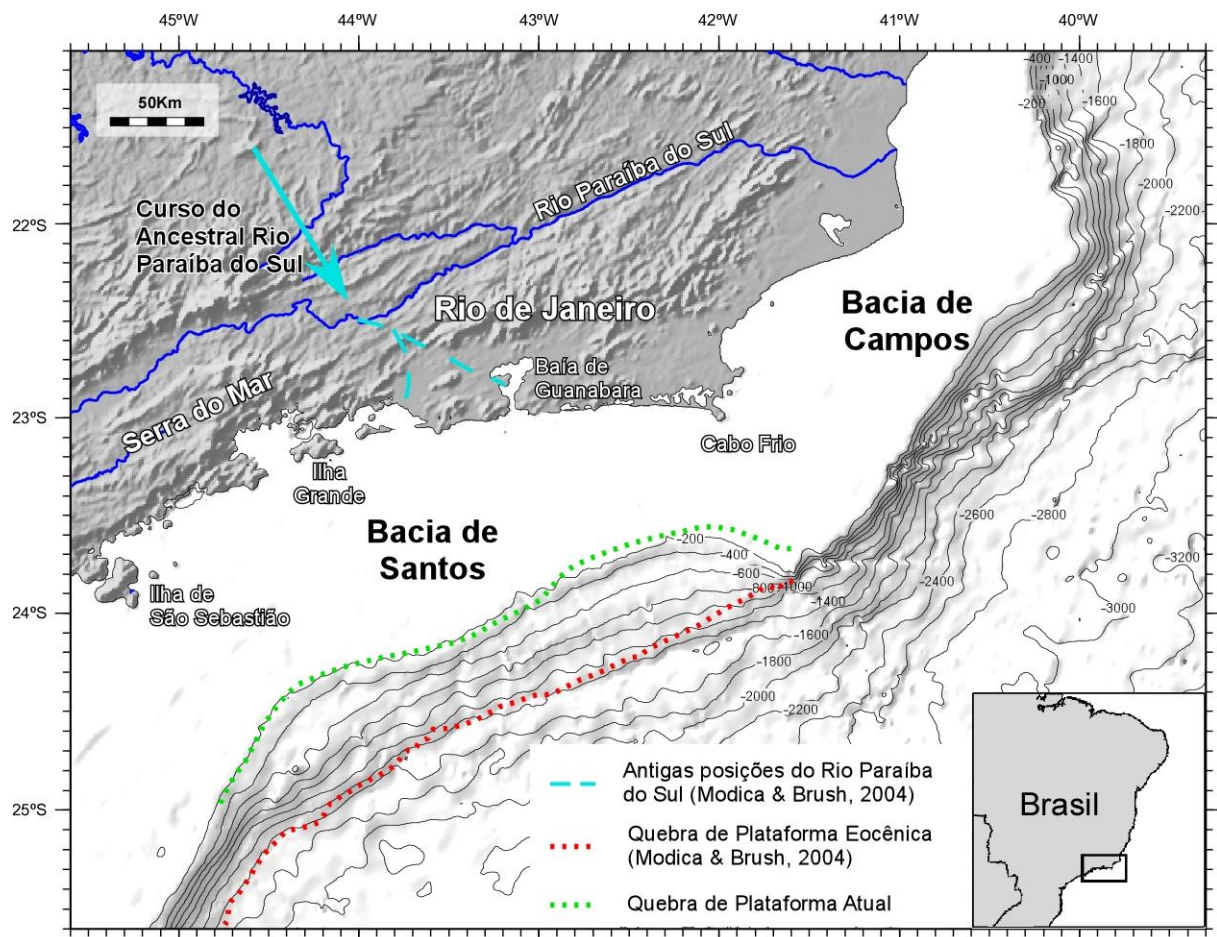 45ºW
44ºW
43ºW
42ºW
41ºW
40ºW
50Km
-400
-1400
-1000
-200
-1600
-1800
-2000
-2200
22ºS
23ºS
24ºS
25ºS
Rio Paraíba do Sul
Curso do
Ancestral Rio
Paraíba do Sul
Rio de Janeiro
Bacia de
Campos
Baía de
Guanabara
Serra do Mar
Cabo Frio
Ilha
Grande
Bacia de
Santos
Ilha de
São Sebastião
-200
-400
-600
-800
-1000
-1400
-1600
-1800
-2000
-2200
-2400
-2600
-2800
-3000
-3200
Antigas posições do Rio Paraíba
do Sul (Modica & Brush, 2004)
Quebra de Plataforma Eocênica
(Modica & Brush, 2004)
Quebra de Plataforma Atual
Brasil